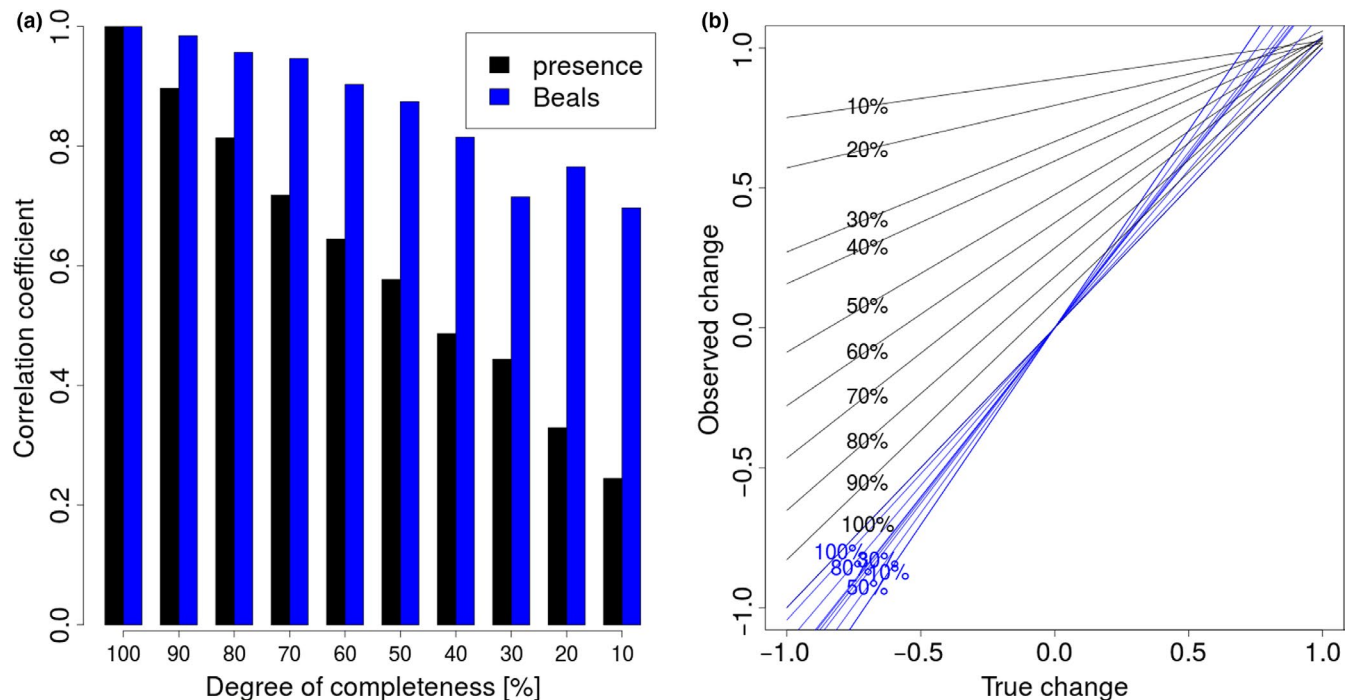 (a)
1.0
0.8
0.6
0.4
0.2
0.0
Correlation coefficient
presence
Beals
100 90 80 70 60 50 40 30 20 10
Degree of completeness [%]
(b)
1.0
0.5
0.0
−0.5
−1.0
Observed change
10%
20%
30%
40%
50%
60%
70%
80%
90%
100%
100% 30%
80% 10%
50%
−1.0 −0.5 0.0 0.5 1.0
True change